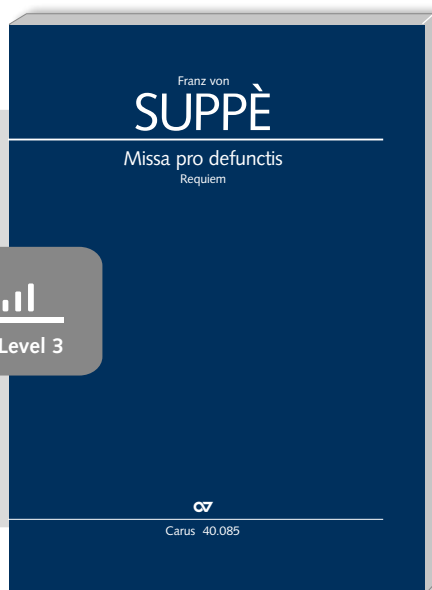 Franz von
SUPPÈ
Missa pro defunctis
Requiem
Level 3
Carus 40.085